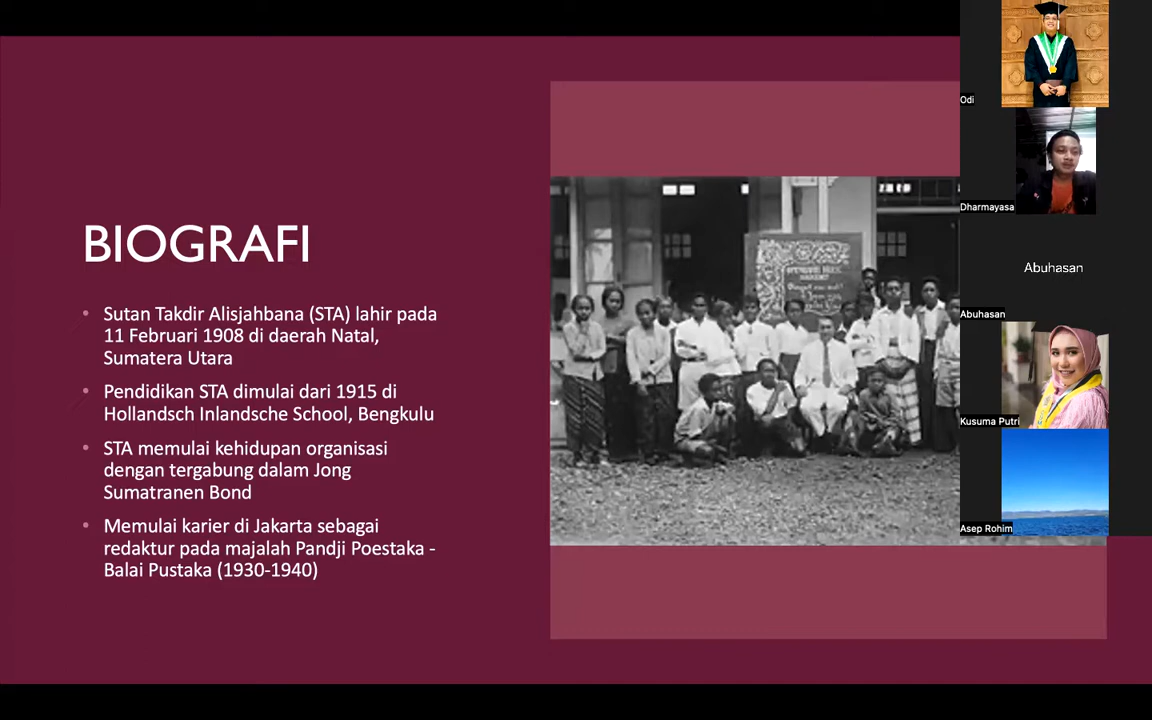 BIOGRAFI
• Sutan Takdir Alisjahbana (STA) lahir pada
11 Februari 1908 di daerah Natal,
Sumatera Utara
• Pendidikan STA dimulai dari 1915 di
Hollandsch Inlandsche School, Bengkulu
• STA memulai kehidupan organisasi
dengan tergabung dalam Jong
Sumatranen Bond
• Memulai karier di Jakarta sebagai
redaktur pada majalah Pandji Poestaka -
Balai Pustaka (1930-1940)
Odi
Dharmayasa
Abuhasan
Abuhasan
Kusuma Putri
Asep Rohim